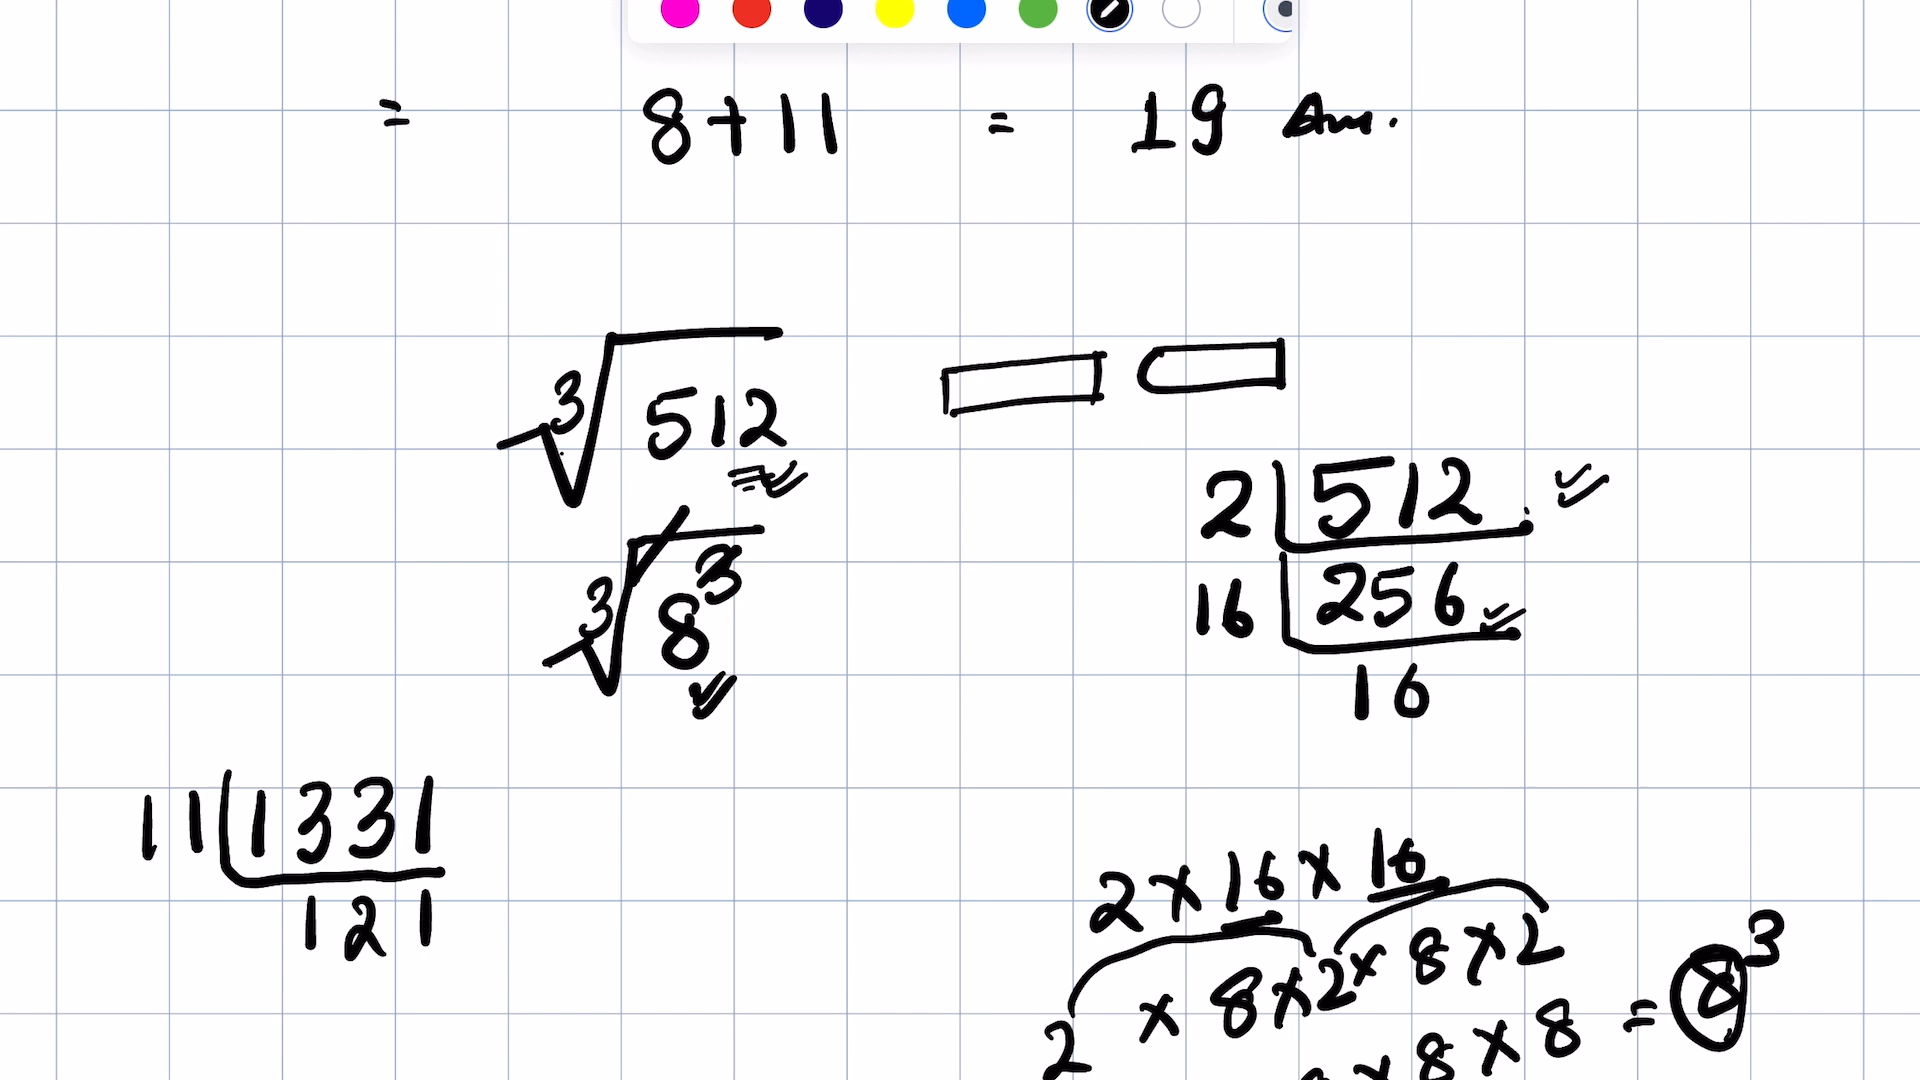 = 8+11 = 19 Ans.
∛512
∛8³
2 | 512
16 | 256
16
11 | 1331
121
2 × 16 × 16
2 × 8 × 2 × 8 × 2
8 × 8 × 8 = 8³